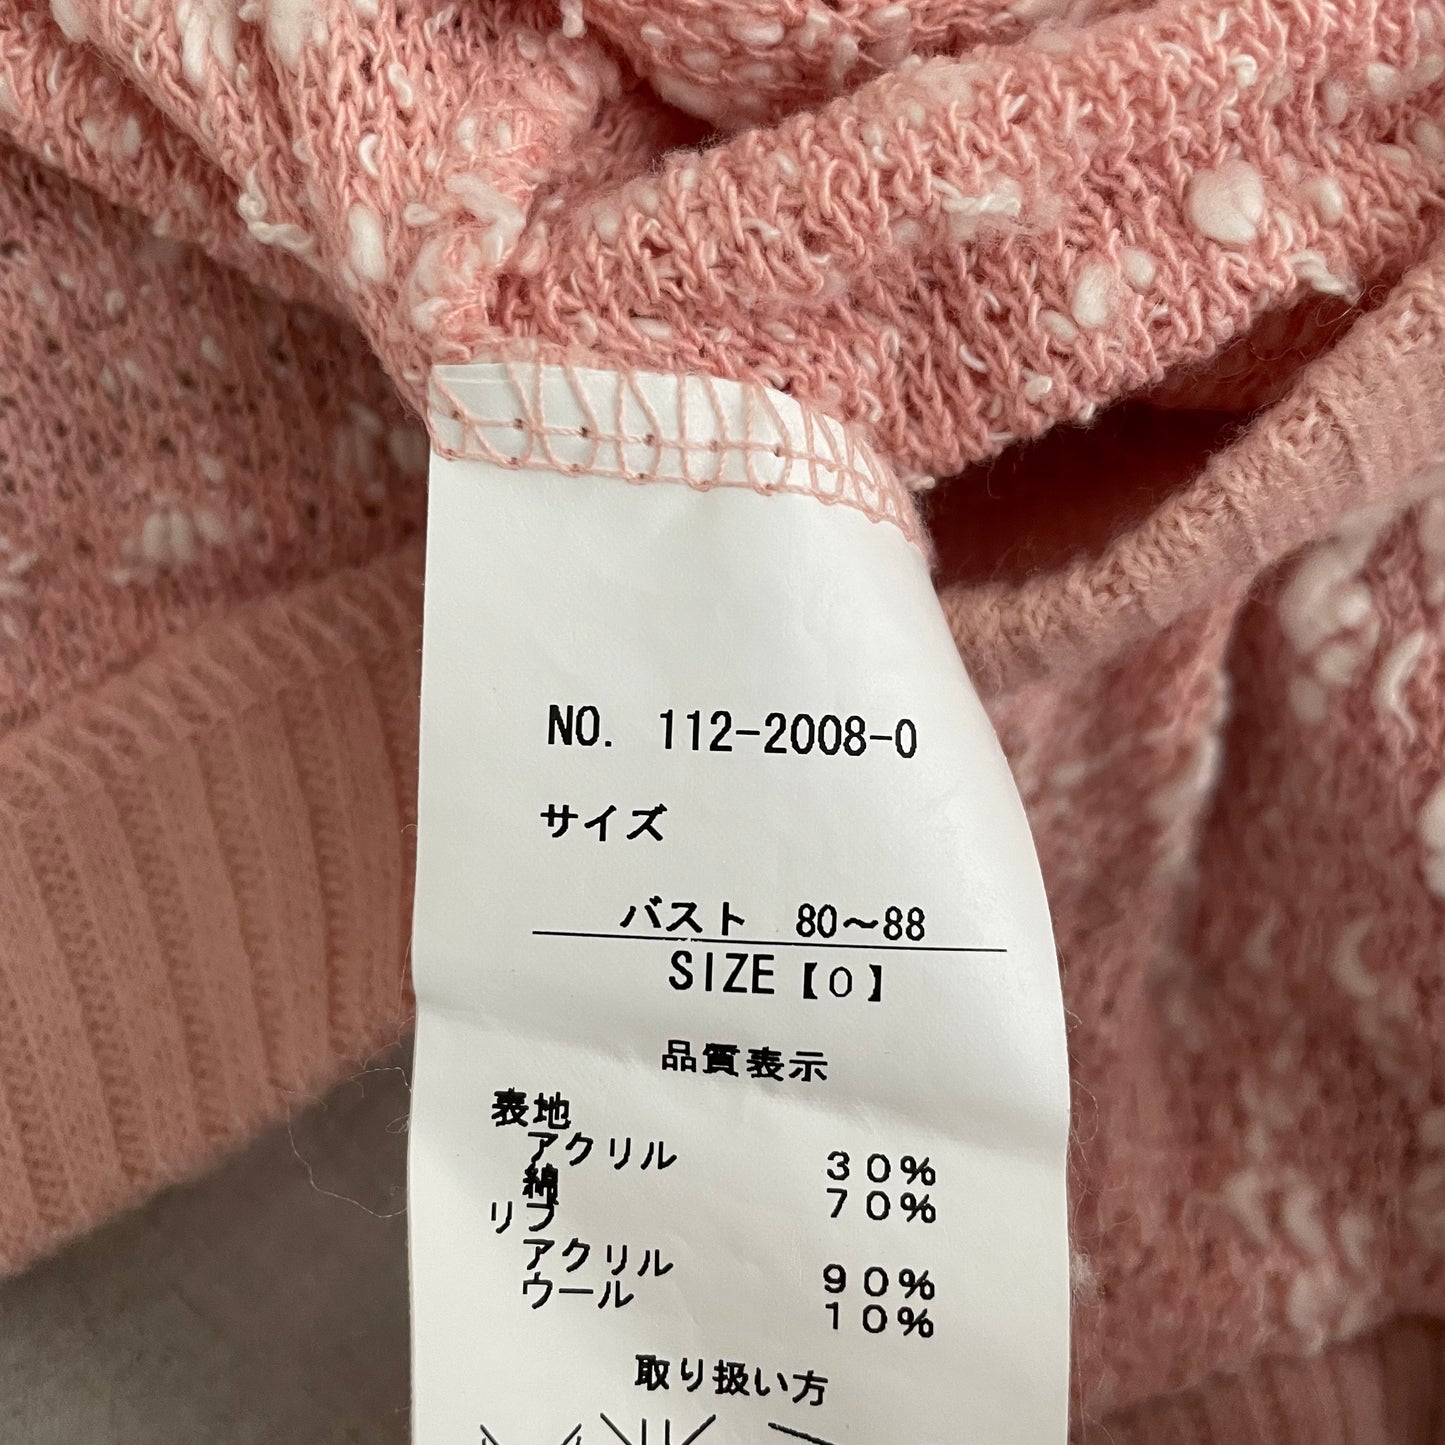 NO. 112-2008-0
サイズ
バスト 80～88
SIZE【0】
品質表示
表地
アクリル 30%
綿 70%
リブ
アクリル 90%
ウール 10%
取り扱い方